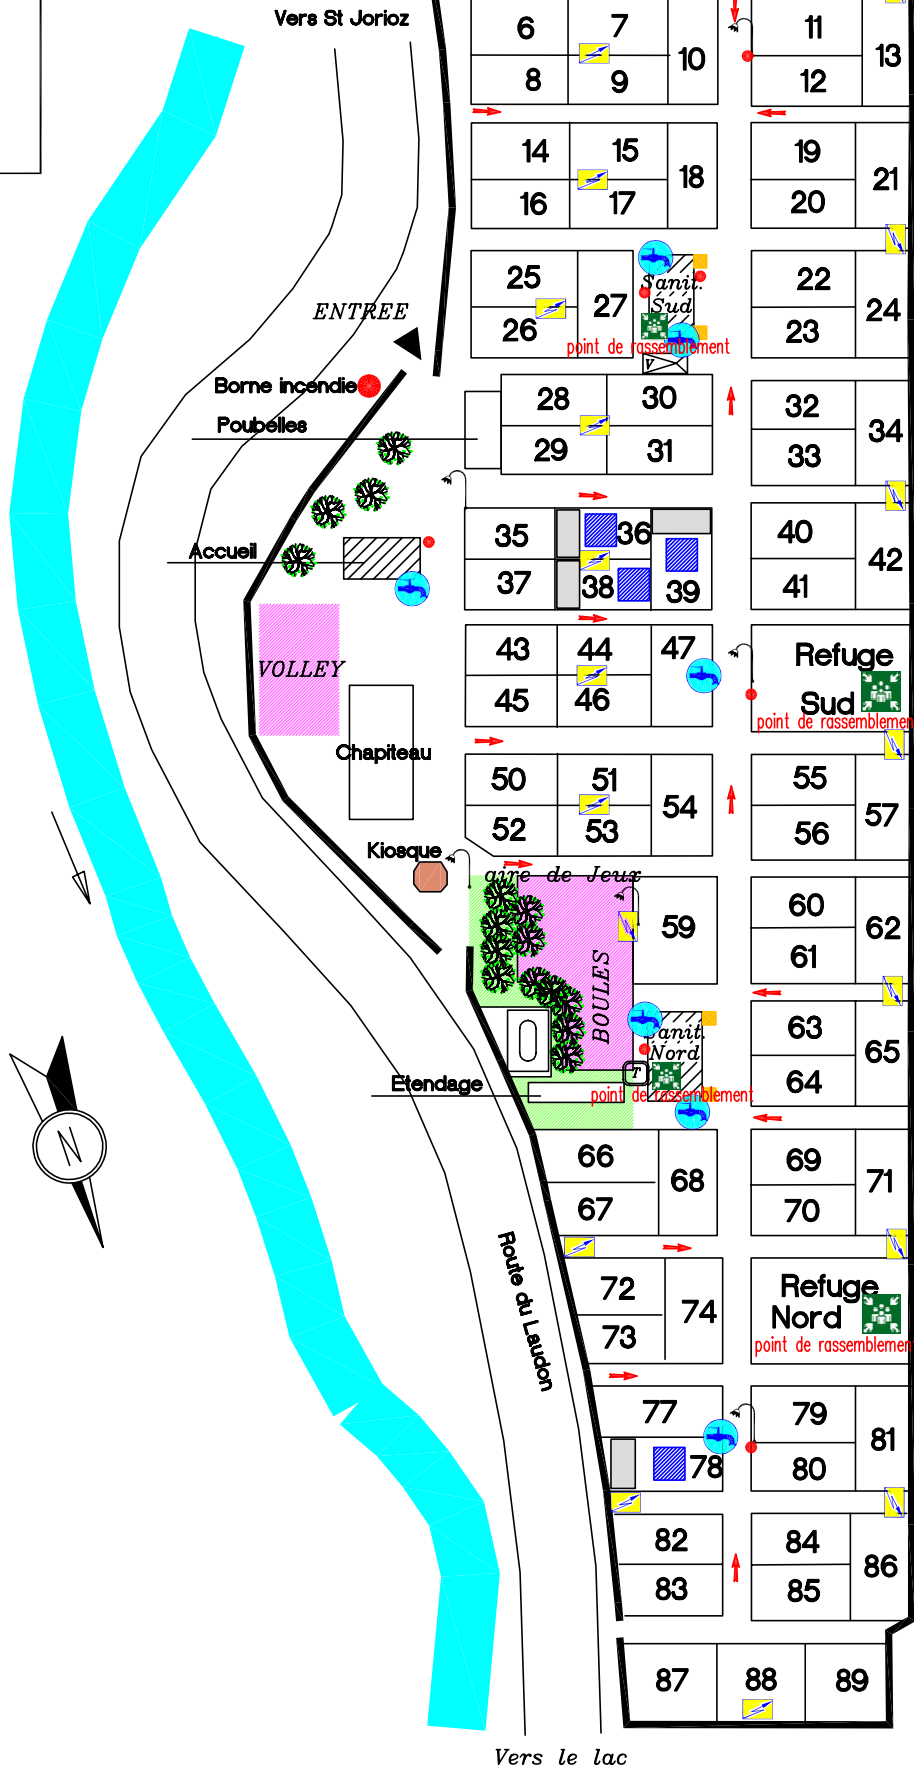 Vers St Jorioz
6
7
10
11
13
8
9
12
14
15
18
19
21
16
17
20
25
27
Sanit.
Sud
22
24
26
23
ENTREE
point de rassemblement
V
Borne incendie
28
30
32
34
Poubelles
29
31
33
35
36
40
42
Accueil
37
38
39
41
VOLLEY
43
44
47
Refuge
45
46
Sud
point de rassemblemen
Chapiteau
50
51
54
55
57
52
53
56
Kiosque
aire de Jeux
BOULES
59
60
62
61
Sanit.
Nord
63
65
64
T
Etendage
point de rassemblement
N
66
68
69
71
67
70
Route du Laudon
72
74
Refuge
73
Nord
point de rassemblemen
77
79
81
78
80
82
84
86
83
85
87
88
89
Vers le lac